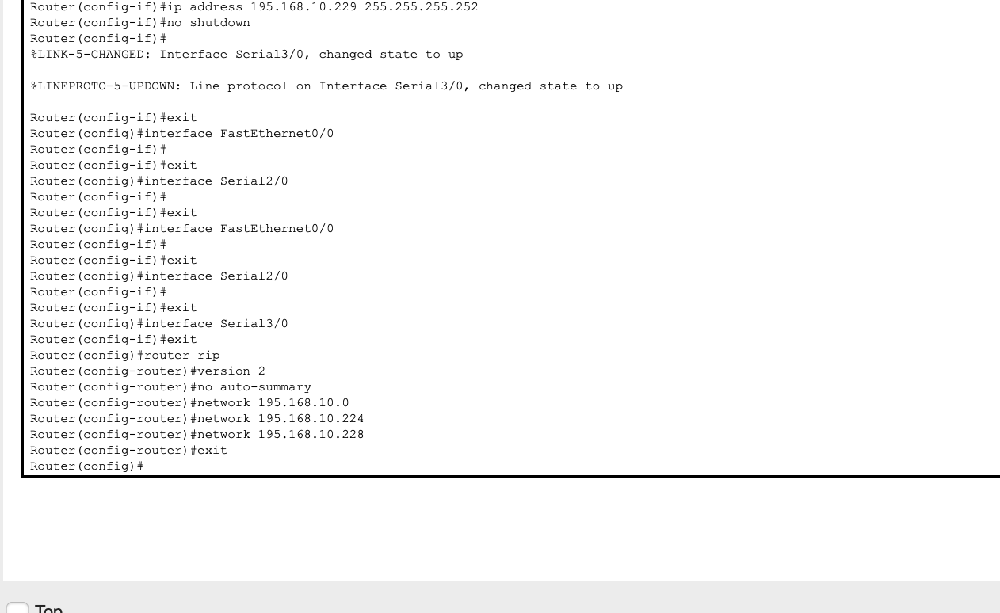 Router(config-if)#ip address 195.168.10.229 255.255.255.252
Router(config-if)#no shutdown
Router(config-if)#
%LINK-5-CHANGED: Interface Serial3/0, changed state to up
%LINEPROTO-5-UPDOWN: Line protocol on Interface Serial3/0, changed state to up
Router(config-if)#exit
Router(config)#interface FastEthernet0/0
Router(config-if)#
Router(config-if)#exit
Router(config)#interface Serial2/0
Router(config-if)#
Router(config-if)#exit
Router(config)#interface FastEthernet0/0
Router(config-if)#
Router(config-if)#exit
Router(config)#interface Serial2/0
Router(config-if)#
Router(config-if)#exit
Router(config)#interface Serial3/0
Router(config-if)#exit
Router(config)#router rip
Router(config-router)#version 2
Router(config-router)#no auto-summary
Router(config-router)#network 195.168.10.0
Router(config-router)#network 195.168.10.224
Router(config-router)#network 195.168.10.228
Router(config-router)#exit
Router(config)#
Top